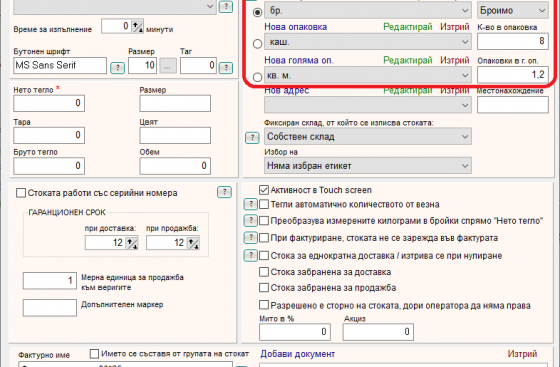 бр. Броимо
Време за изпълнение 0 минути
Нова опаковка Редактирай Изтрий К-во в опаковка
каш. 8
Бутонен шрифт Размер Таг
MS Sans Serif ? 10 ... 0 ?
Нова голяма оп. Редактирай Изтрий Опаковки в г. оп.
кв. м. 1,2
Нов адрес Редактирай Изтрий Местонахождение
Нето тегло * Размер
0
Тара Цвят
0
Бруто тегло Обем
0 0
Фиксиран склад, от който се изписва стоката:
? Собствен склад
Избор на
Няма избран етикет
Стоката работи със серийни номера ?
ГАРАНЦИОНЕН СРОК
при доставка: при продажба:
12 12
1 Мерна единица за продажба
към веригите
Допълнителен маркер
Активност в Touch screen
? Тегли автоматично количеството от везна
? Преобразува измерените килограми в бройки спрямо "Нето тегло"
? При фактуриране, стоката не се зарежда във фактурата
? Стока за еднократна доставка / изтрива се при нулиране
Стока забранена за доставка
Стока забранена за продажба
Разрешено е сторно на стоката, дори оператора да няма права
Мито в % Акциз
0 0
Фактурно име Името се съставя от групата на стокат
Добави документ Изтрий